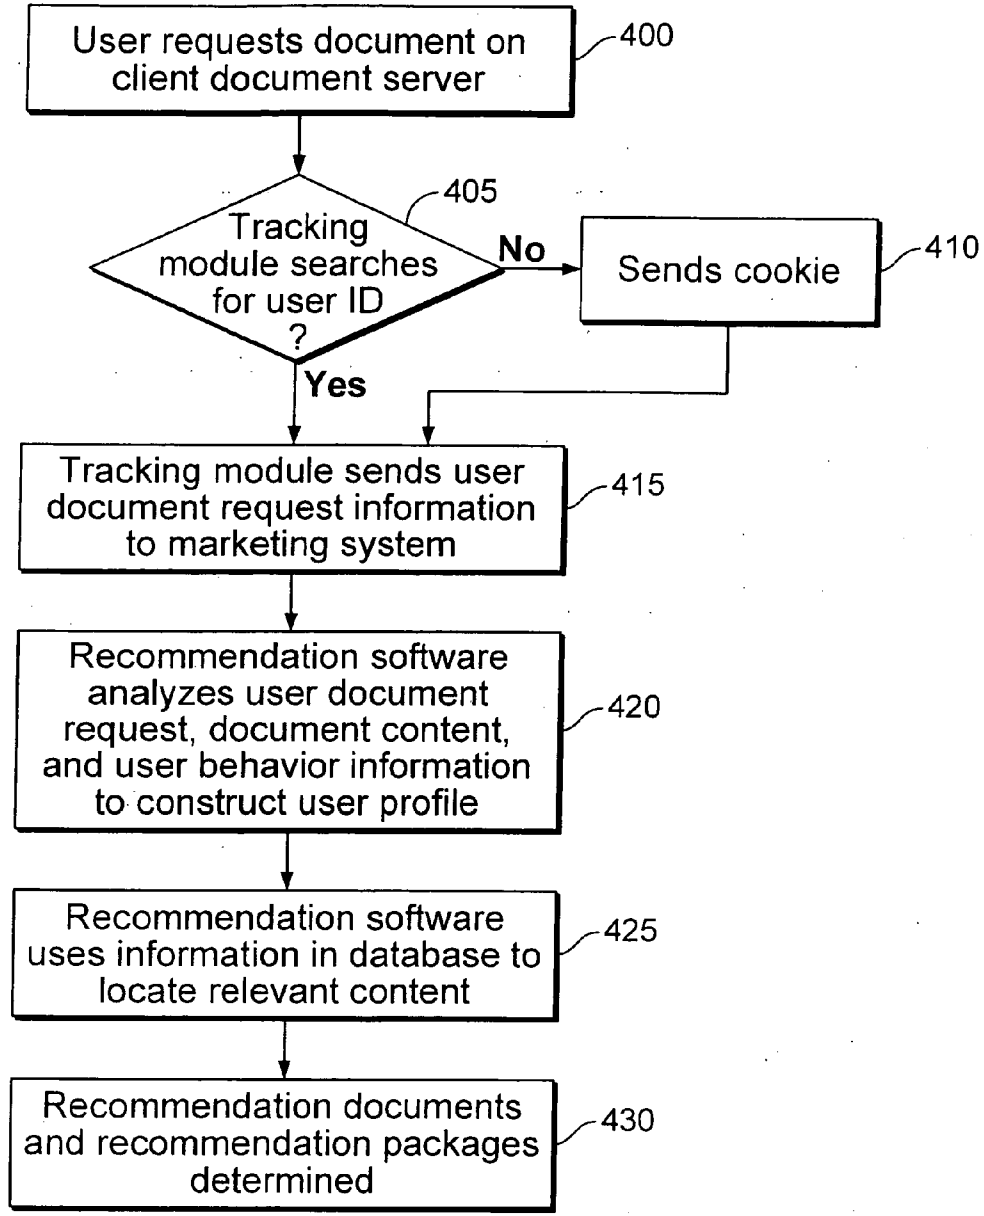 User requests document on
client document server
400
405
Tracking
module searches
for user ID
?
No
Sends cookie
410
Yes
Tracking module sends user
document request information
to marketing system
415
Recommendation software
analyzes user document
request, document content,
and user behavior information
to construct user profile
420
Recommendation software
uses information in database to
locate relevant content
425
Recommendation documents
and recommendation packages
determined
430